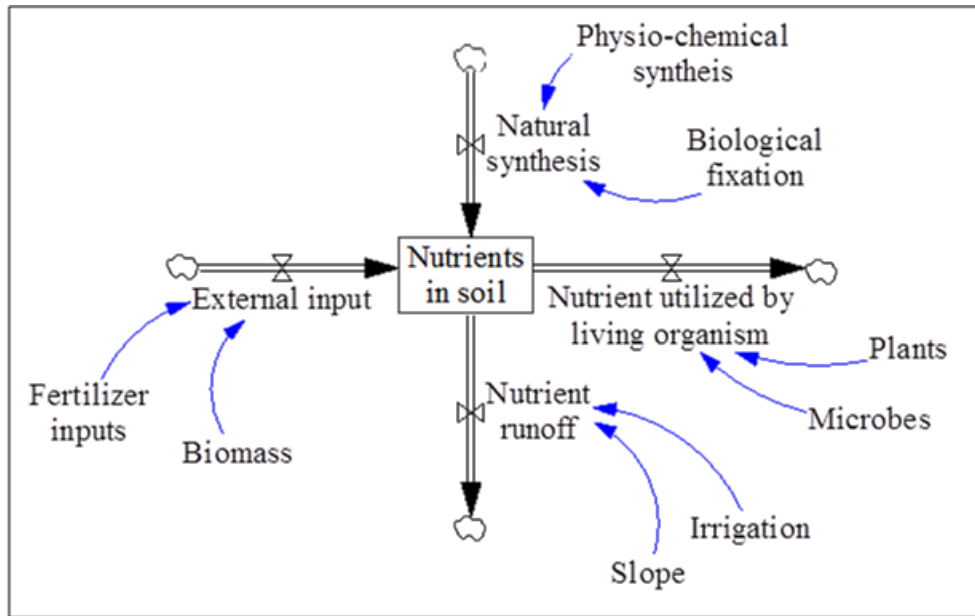 Physio-chemical
syntheis
Natural
synthesis
Biological
fixation
Nutrients
in soil
External input
Nutrient utilized by
living organism
Plants
Fertilizer
inputs
Biomass
Nutrient
runoff
Microbes
Irrigation
Slope